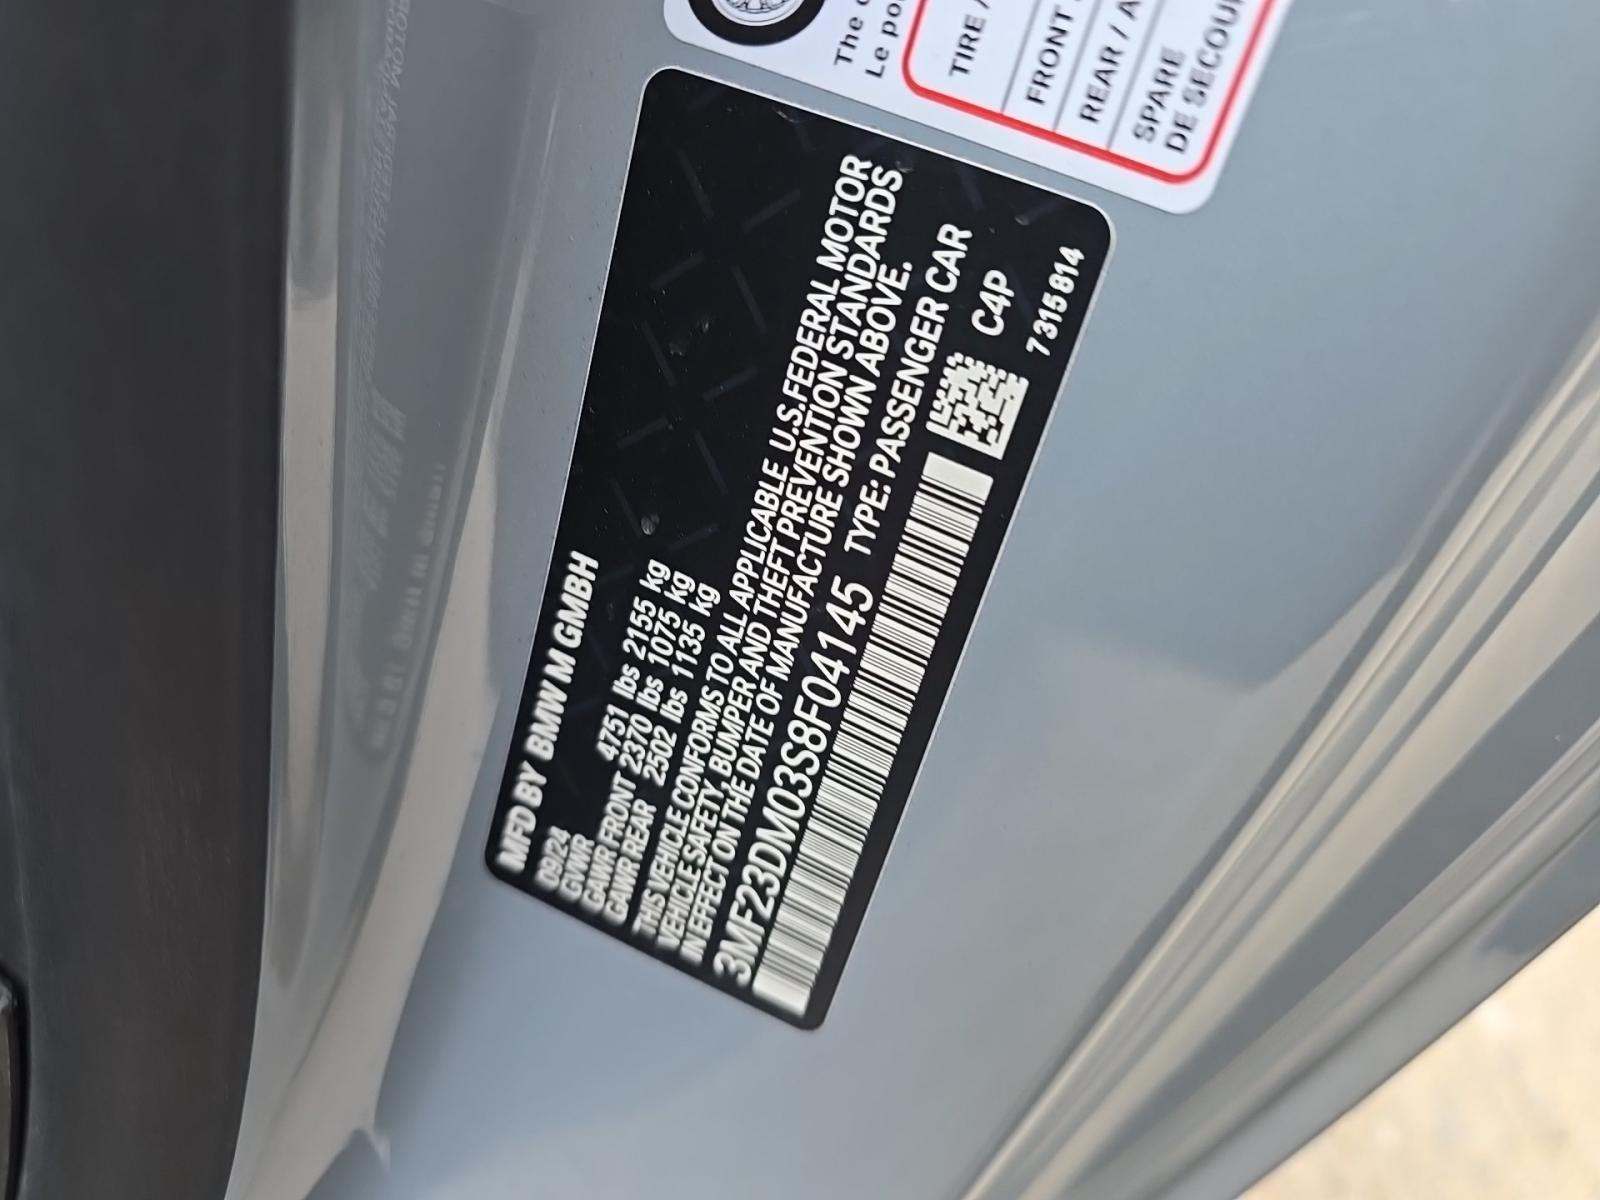 The
Le
TIRE /
FRONT
REAR / A
SPARE
DE SECOUR
MFD BY BMW M GMBH
09/24
GVWR 4751 lbs 2155 kg
GAWR FRONT 2370 lbs 1075 kg
GAWR REAR 2502 lbs 1135 kg
THIS VEHICLE CONFORMS TO ALL APPLICABLE U.S.FEDERAL MOTOR
VEHICLE SAFETY, BUMPER AND THEFT PREVENTION STANDARDS
IN EFFECT ON THE DATE OF MANUFACTURE SHOWN ABOVE.
3MF23DM03S8F04145 TYPE: PASSENGER CAR
C4P
7315814